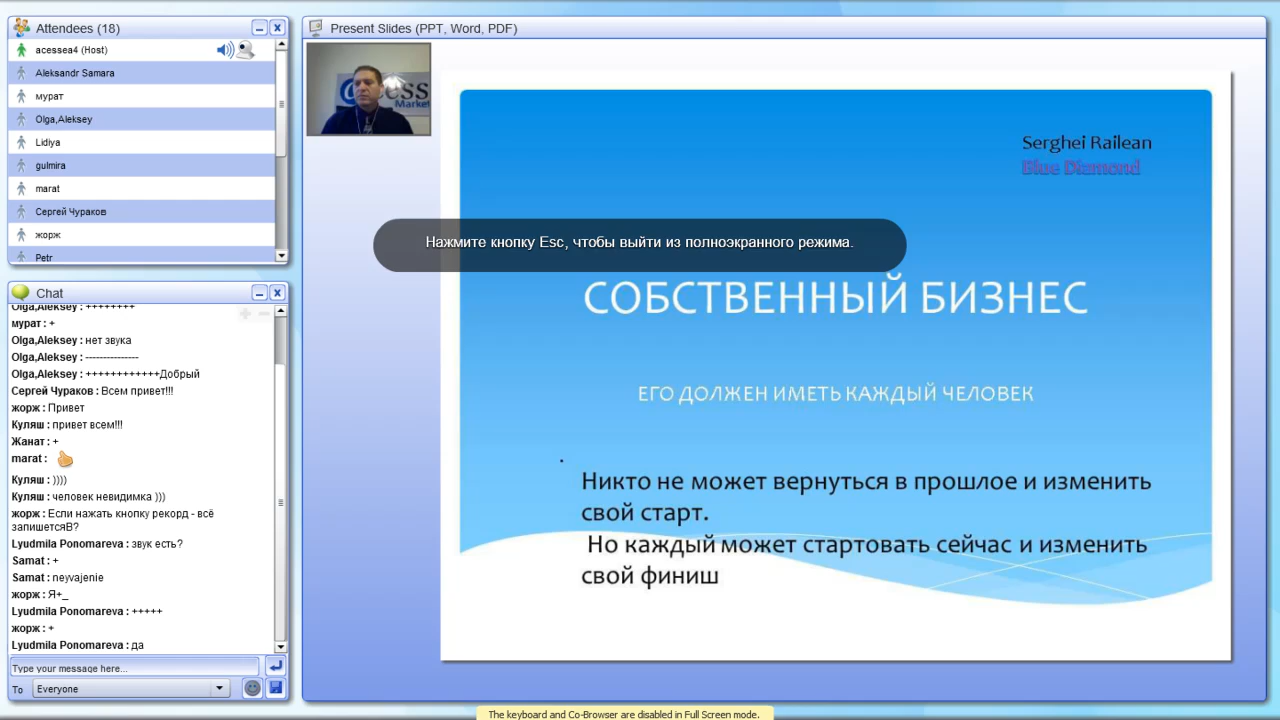 Attendees (18)
acessea4 (Host)
Aleksandr Samara
мурат
Olga,Aleksey
Lidiya
gulmira
marat
Сергей Чураков
жорж
Petr
Chat
Olga,Aleksey : ++++++++
мурат : +
Olga,Aleksey : нет звука
Olga,Aleksey : ---------------
Olga,Aleksey : ++++++++++++Добрый
Сергей Чураков : Всем привет!!!
жорж : Привет
Куляш : привет всем!!!
Жанат : +
marat :
Куляш : ))))
Куляш : человек невидимка )))
жорж : Если нажать кнопку рекорд - всё
запишетсяВ?
Lyudmila Ponomareva : звук есть?
Samat : +
Samat : neyvajenie
жорж : Я+_
Lyudmila Ponomareva : +++++
жорж : +
Lyudmila Ponomareva : да
Type your message here...
To Everyone
Present Slides (PPT, Word, PDF)
Market
Serghei Railean
Blue Diamond
Нажмите кнопку Esc, чтобы выйти из полноэкранного режима.
СОБСТВЕННЫЙ БИЗНЕС
ЕГО ДОЛЖЕН ИМЕТЬ КАЖДЫЙ ЧЕЛОВЕК
Никто не может вернуться в прошлое и изменить
свой старт.
Но каждый может стартовать сейчас и изменить
свой финиш
The keyboard and Co-Browser are disabled in Full Screen mode.